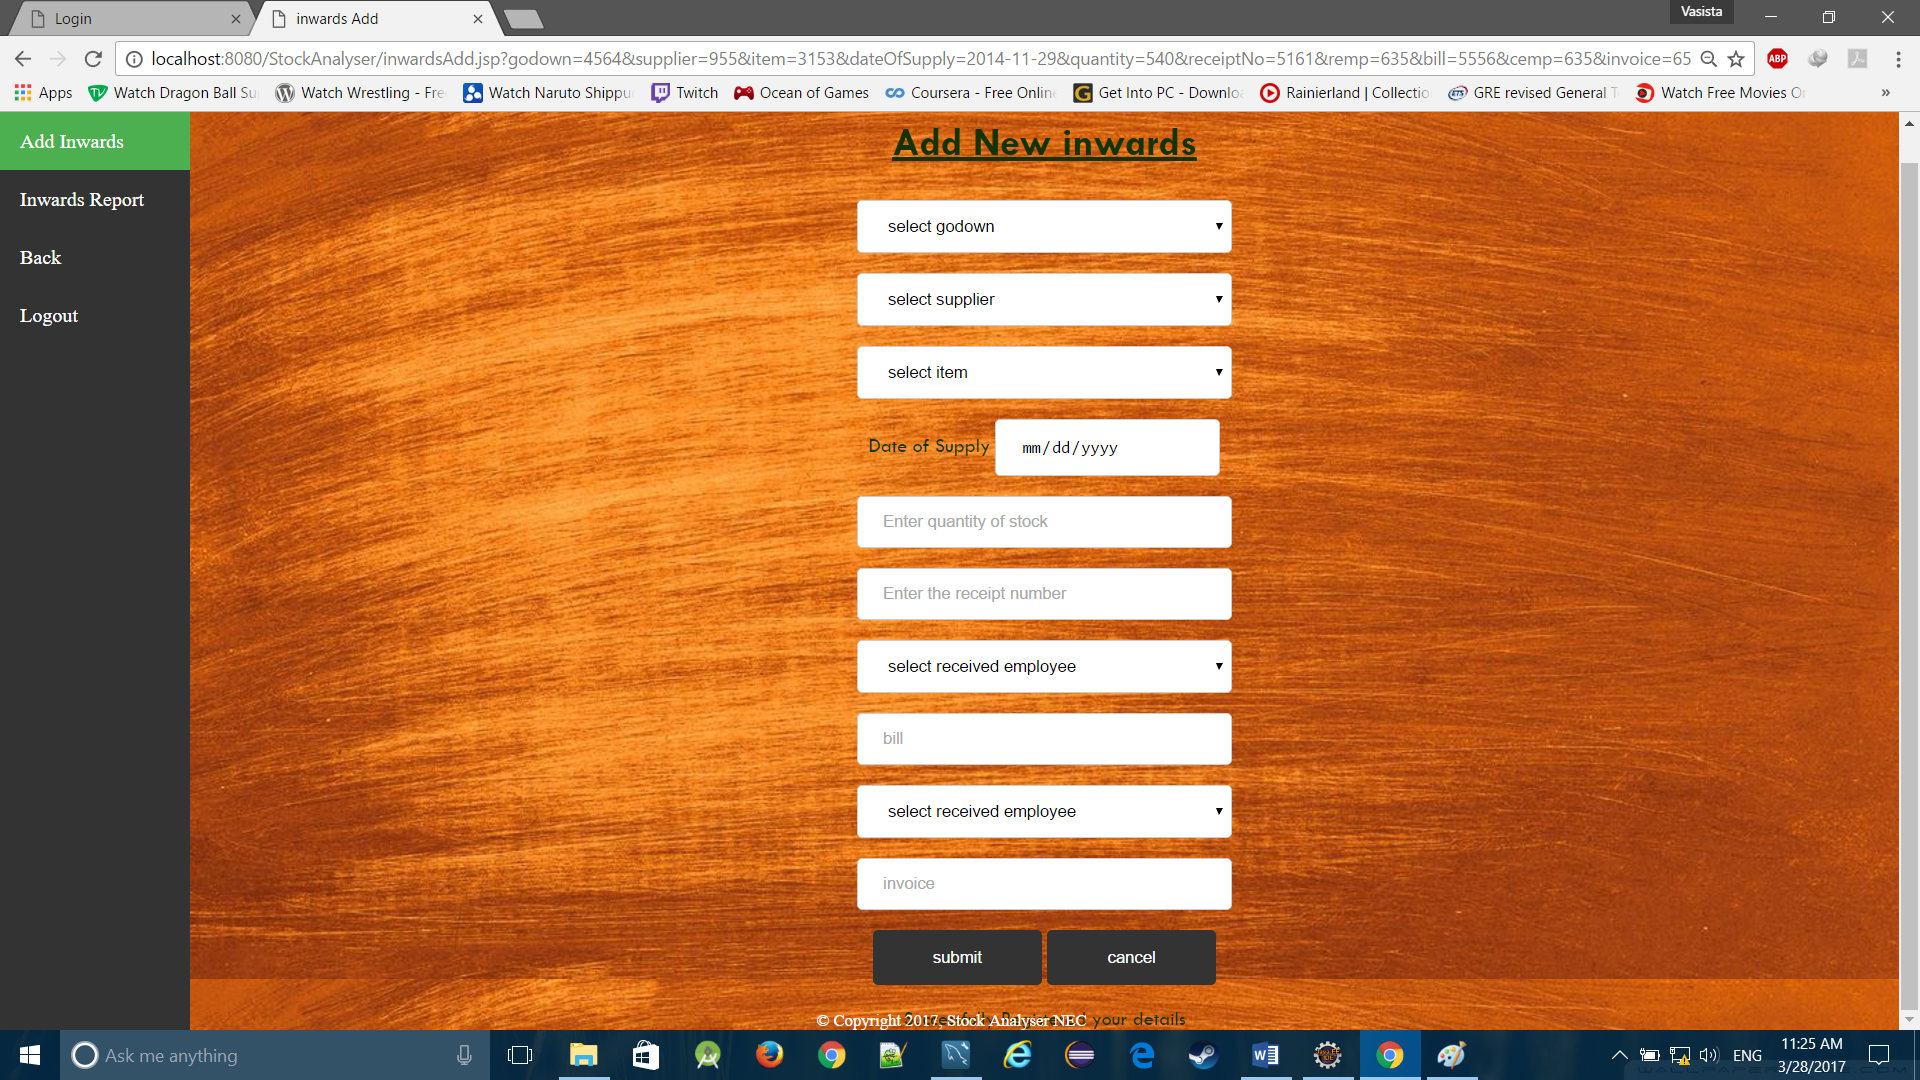 Login
inwards Add
Vasista
localhost:8080/StockAnalyser/inwardsAdd.jsp?godown=4564&supplier=955&item=3153&dateOfSupply=2014-11-29&quantity=540&receiptNo=5161&remp=635&bill=5556&cemp=635&invoice=65
ABP
Apps
Watch Dragon Ball Su
Watch Wrestling - Fre
Watch Naruto Shippu
Twitch
Ocean of Games
Coursera - Free Onlin
Get Into PC - Downlo
Rainierland | Collectio
GRE revised General T
Watch Free Movies O
»
Add Inwards
Inwards Report
Back
Logout
Add New inwards
select godown
select supplier
select item
Date of Supply mm/dd/yyyy
Enter quantity of stock
Enter the receipt number
select received employee
bill
select received employee
invoice
submit cancel
your details
© Copyright 2017, Stock Analyser NEC
Ask me anything
ENG
11:25 AM
3/28/2017